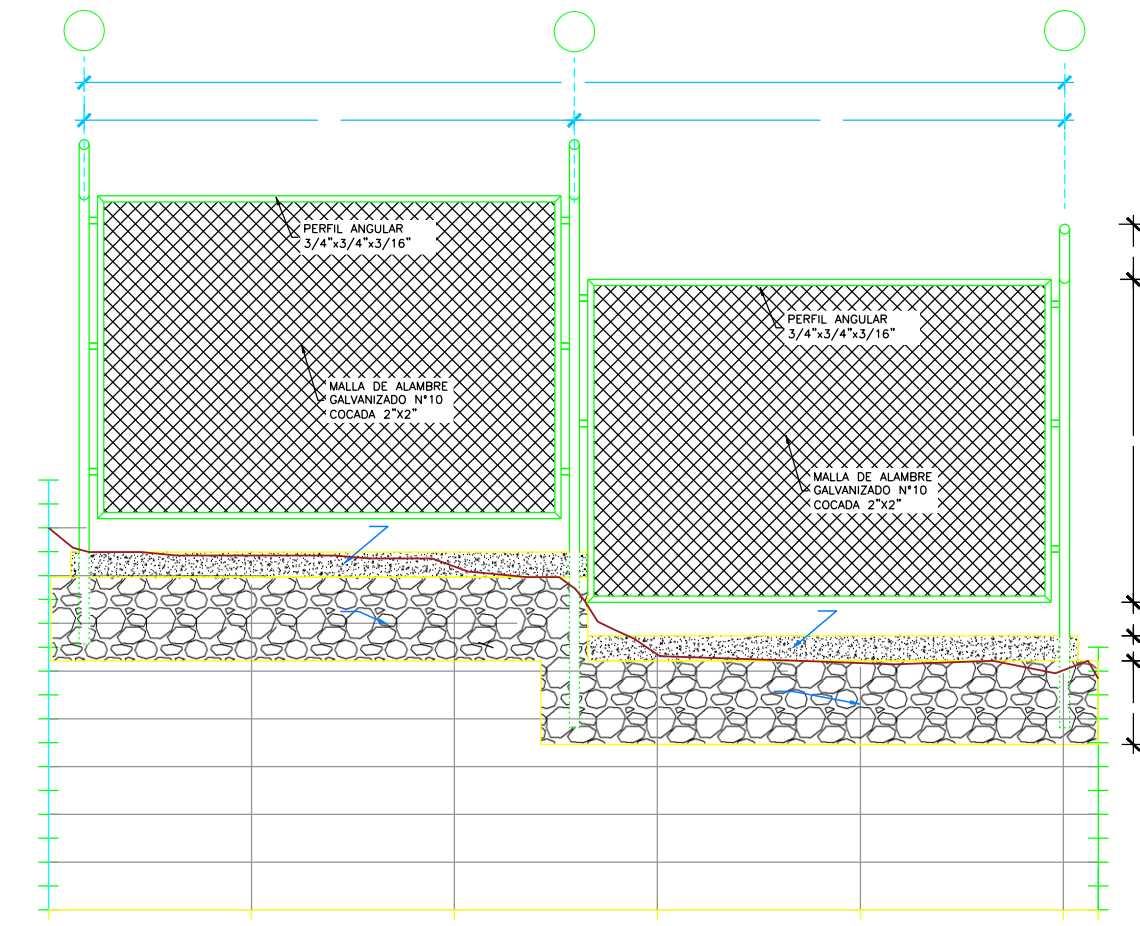 PERFIL ANGULAR
3/4"x3/4"x3/16"
MALLA DE ALAMBRE
GALVANIZADO N°10
COCADA 2"X2"
PERFIL ANGULAR
3/4"x3/4"x3/16"
MALLA DE ALAMBRE
GALVANIZADO N°10
COCADA 2"X2"